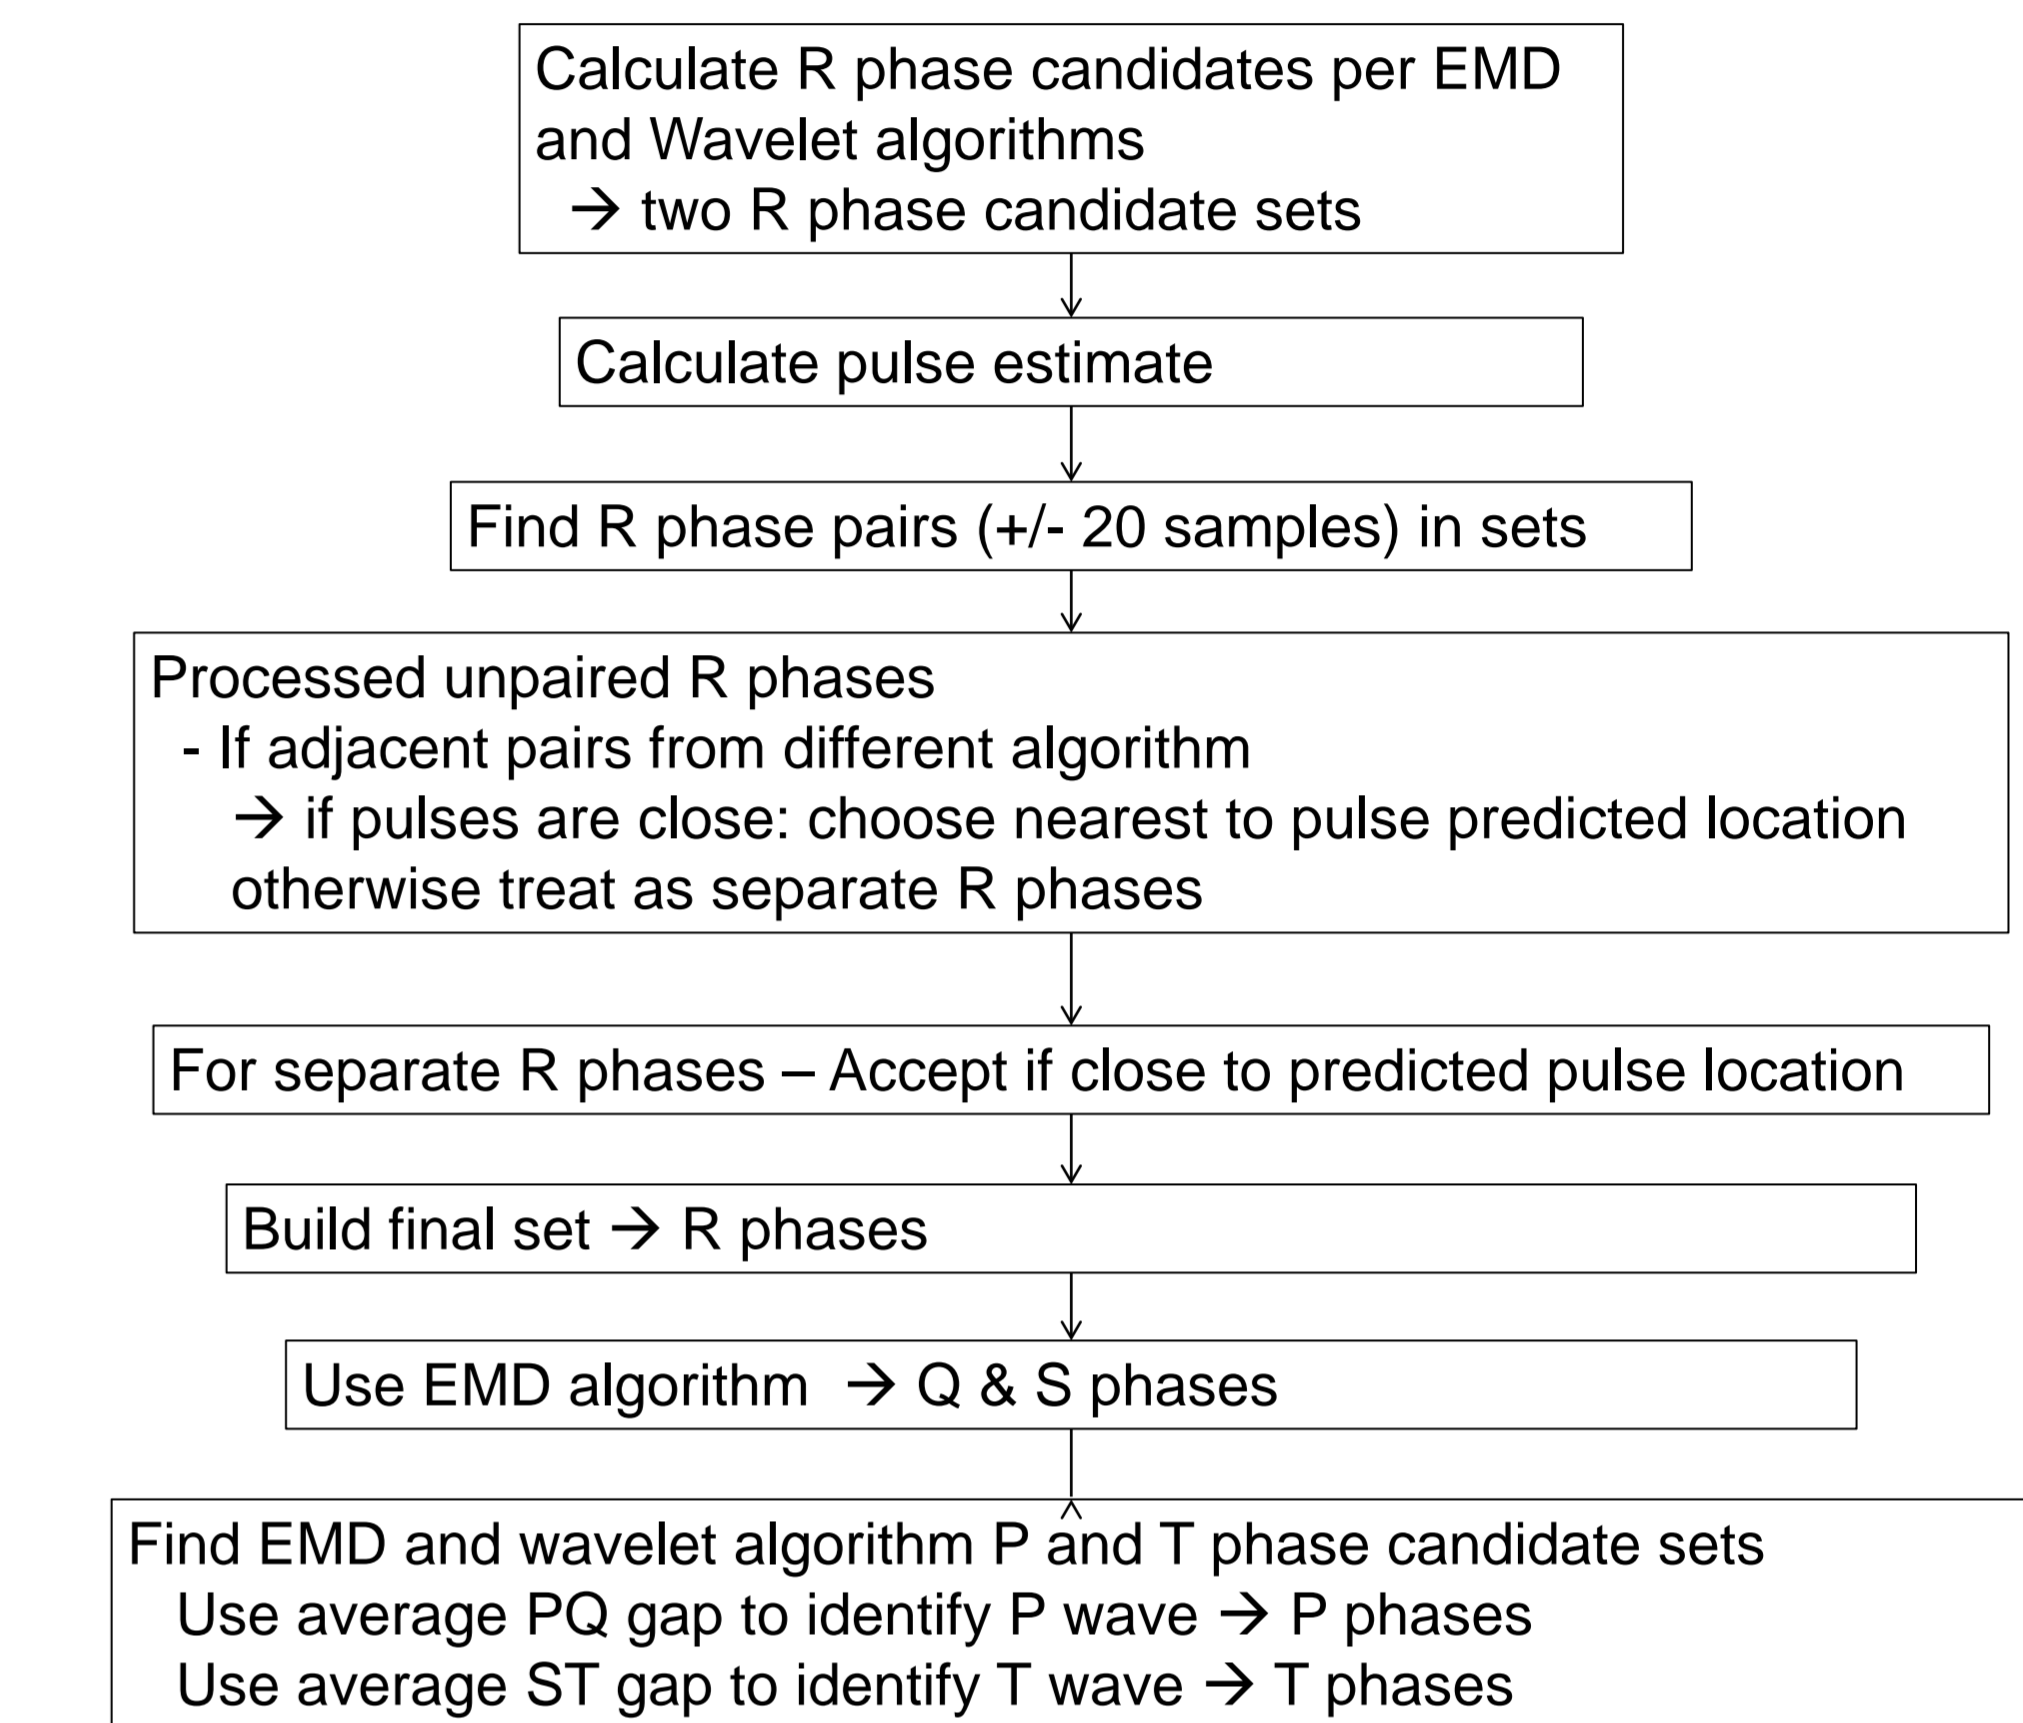 Calculate R phase candidates per EMD
and Wavelet algorithms
→ two R phase candidate sets
Calculate pulse estimate
Find R phase pairs (+/- 20 samples) in sets
Processed unpaired R phases
- If adjacent pairs from different algorithm
→ if pulses are close: choose nearest to pulse predicted location
otherwise treat as separate R phases
For separate R phases – Accept if close to predicted pulse location
Build final set → R phases
Use EMD algorithm → Q & S phases
Find EMD and wavelet algorithm P and T phase candidate sets
Use average PQ gap to identify P wave → P phases
Use average ST gap to identify T wave → T phases